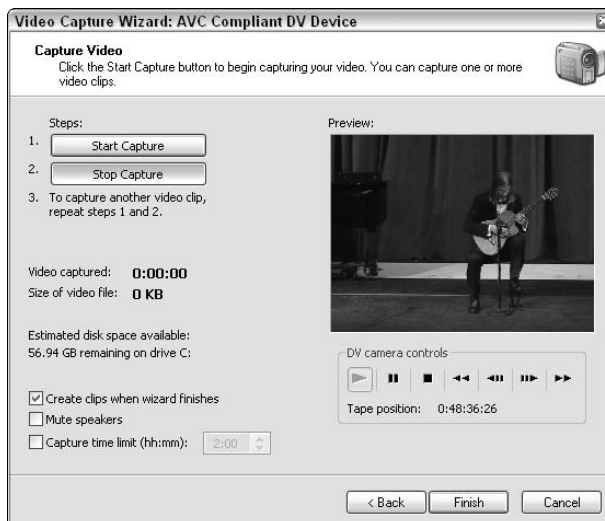 Video Capture Wizard: AVC Compliant DV Device
Capture Video
Click the Start Capture button to begin capturing your video. You can capture one or more
video clips.
Steps:
1. Start Capture
2. Stop Capture
3. To capture another video clip,
repeat steps 1 and 2.
Video captured: 0:00:00
Size of video file: 0 KB
Estimated disk space available:
56.94 GB remaining on drive C:
Create clips when wizard finishes
Mute speakers
Capture time limit (hh:mm): 2:00
Preview:
DV camera controls
Tape position: 0:48:36:26
< Back Finish Cancel